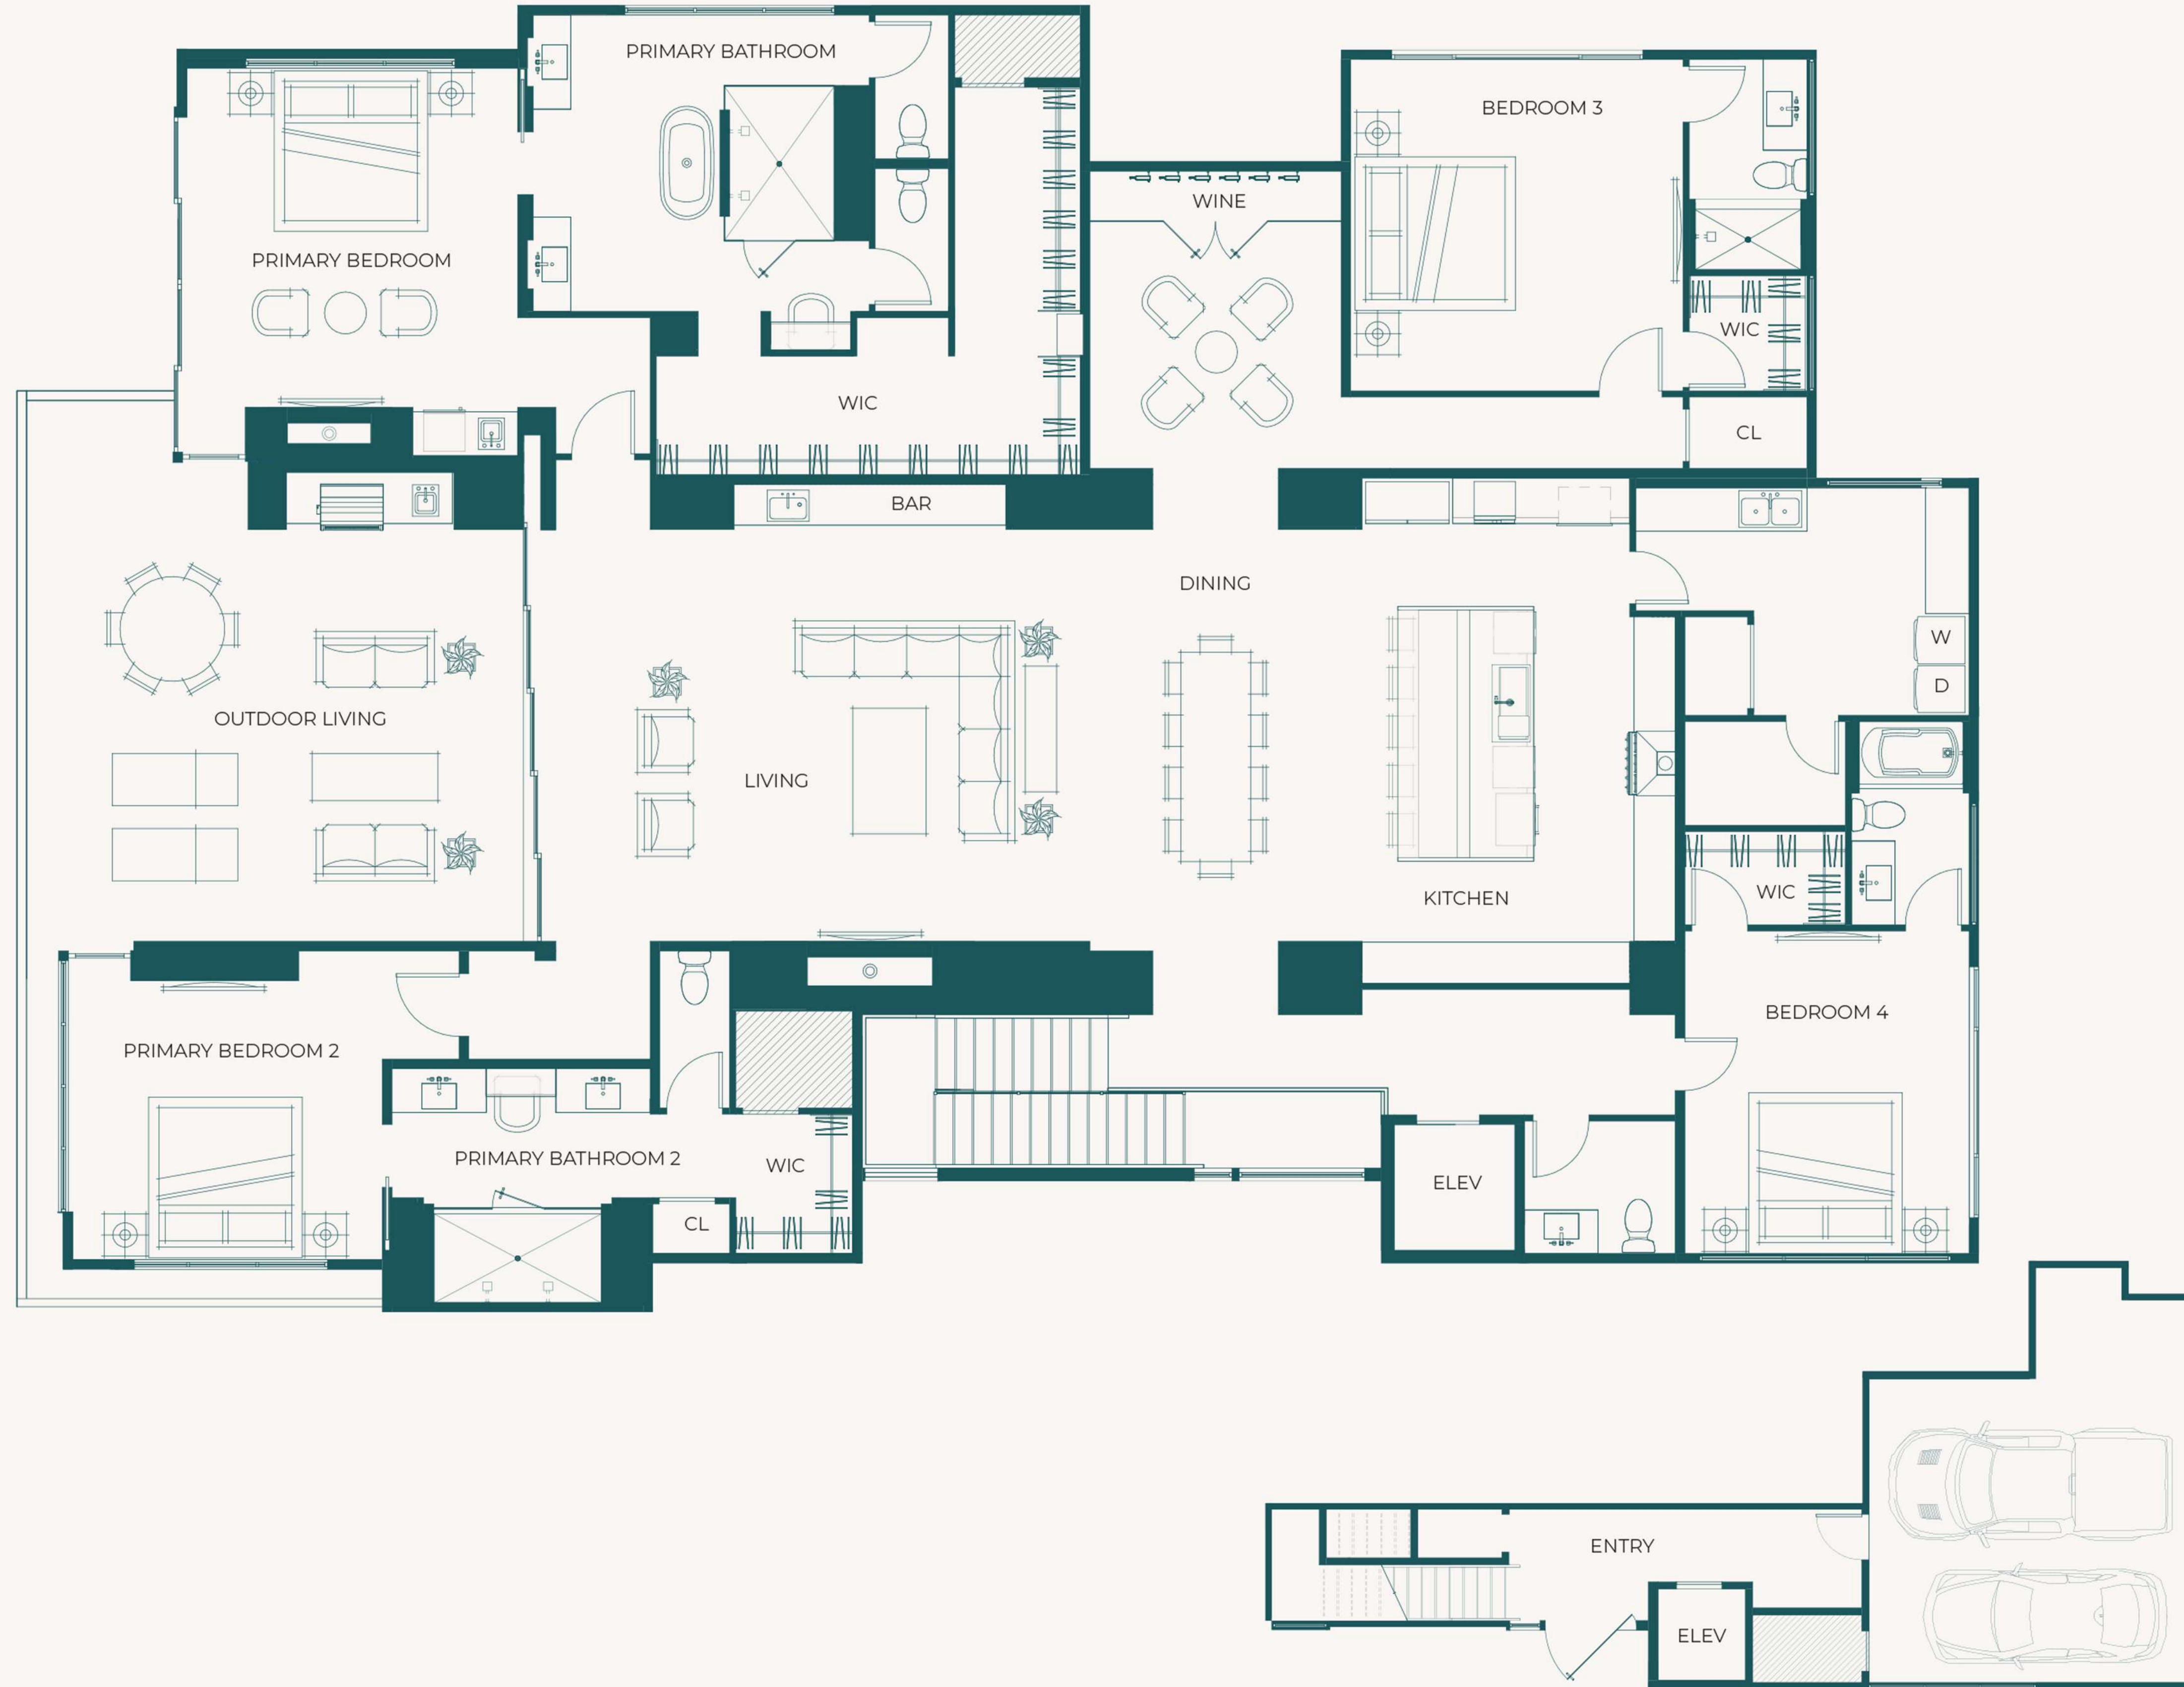 PRIMARY BATHROOM
BEDROOM 3
WINE
PRIMARY BEDROOM
WIC
WIC
CL
BAR
DINING
W
D
OUTDOOR LIVING
LIVING
WIC
KITCHEN
BEDROOM 4
PRIMARY BEDROOM 2
PRIMARY BATHROOM 2
WIC
ELEV
CL
ENTRY
ELEV